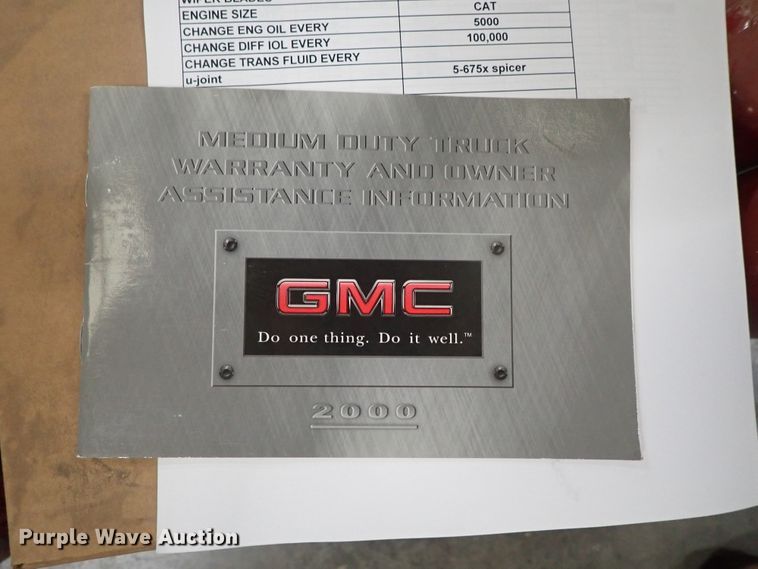 WIPER BLADES
ENGINE SIZE CAT
CHANGE ENG OIL EVERY 5000
CHANGE DIFF IOL EVERY 100,000
CHANGE TRANS FLUID EVERY
u-joint 5-675x spicer
MEDIUM DUTY TRUCK
WARRANTY AND OWNER
ASSISTANCE INFORMATION
GMC
Do one thing. Do it well.™
2000
Purple Wave Auction